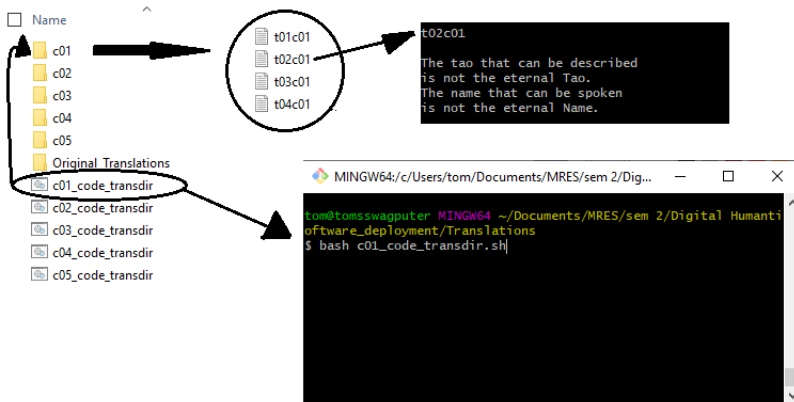 Name
c01
c02
c03
c04
c05
Original_Translations
c01_code_transdir
c02_code_transdir
c03_code_transdir
c04_code_transdir
c05_code_transdir
t01c01
t02c01
t03c01
t04c01
t02c01
The tao that can be described
is not the eternal Tao.
The name that can be spoken
is not the eternal Name.
MINGW64:/c/Users/tom/Documents/MRES/sem 2/Dig...
tom@tomsswagputer MINGW64 ~/Documents/MRES/sem 2/Digital Humanti
oftware_deployment/Translations
$ bash c01_code_transdir.sh